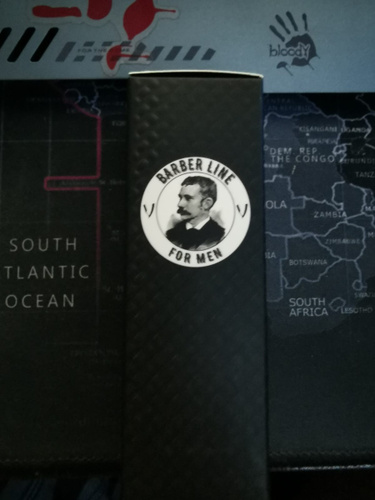 bloody
BARBER LINE
FOR MEN
SOUTH
TLANTIC
OCEAN
DEM REP
THE CONGO
OLA
ZAMBIA
BOTSWANA
SOUTH
AFRICA
LESOTHO